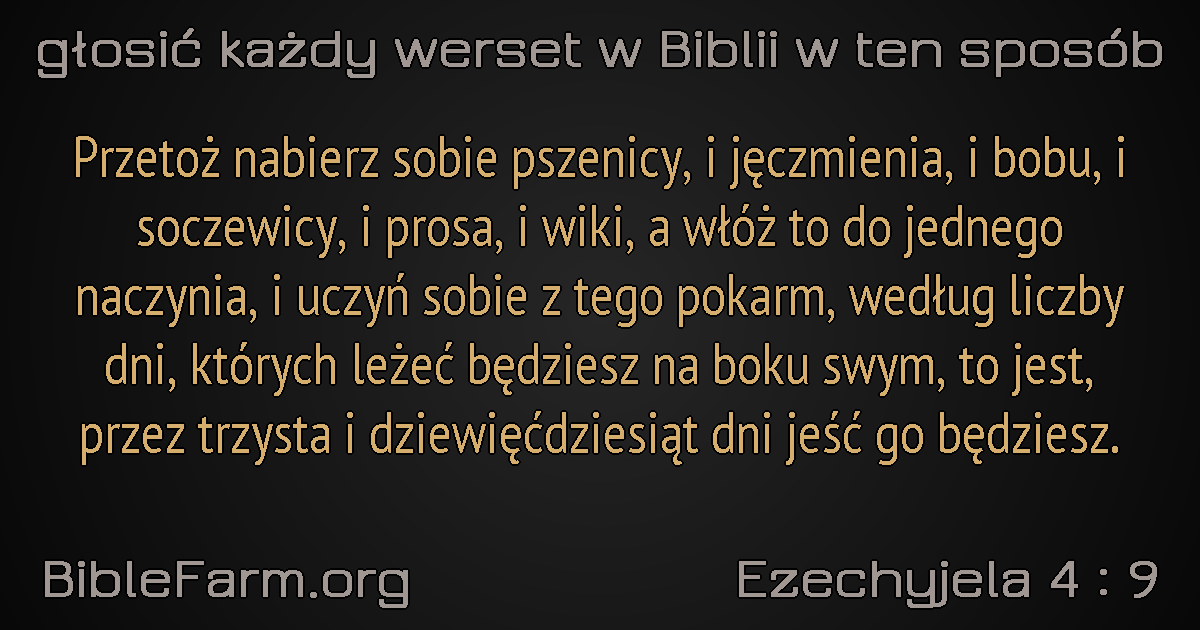 głosić każdy werset w Biblii w ten sposób
Przetoż nabierz sobie pszenicy, i jęczmienia, i bobu, i
soczewicy, i prosa, i wiki, a włóż to do jednego
naczynia, i uczyń sobie z tego pokarm, według liczby
dni, których leżeć będziesz na boku swym, to jest,
przez trzysta i dziewięćdziesiąt dni jeść go będziesz.
BibleFarm.org
Ezechyjela 4 : 9